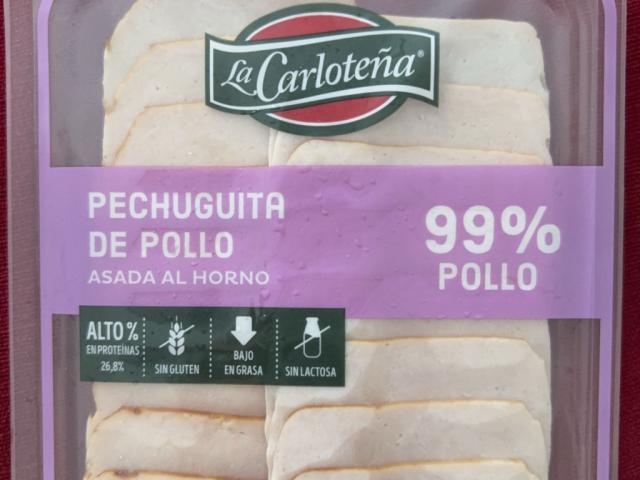 La Carloteña®
PECHUGUITA
DE POLLO
ASADA AL HORNO
99%
POLLO
ALTO %
EN PROTEÍNAS
26,8%
SIN GLUTEN
BAJO
EN GRASA
SIN LACTOSA